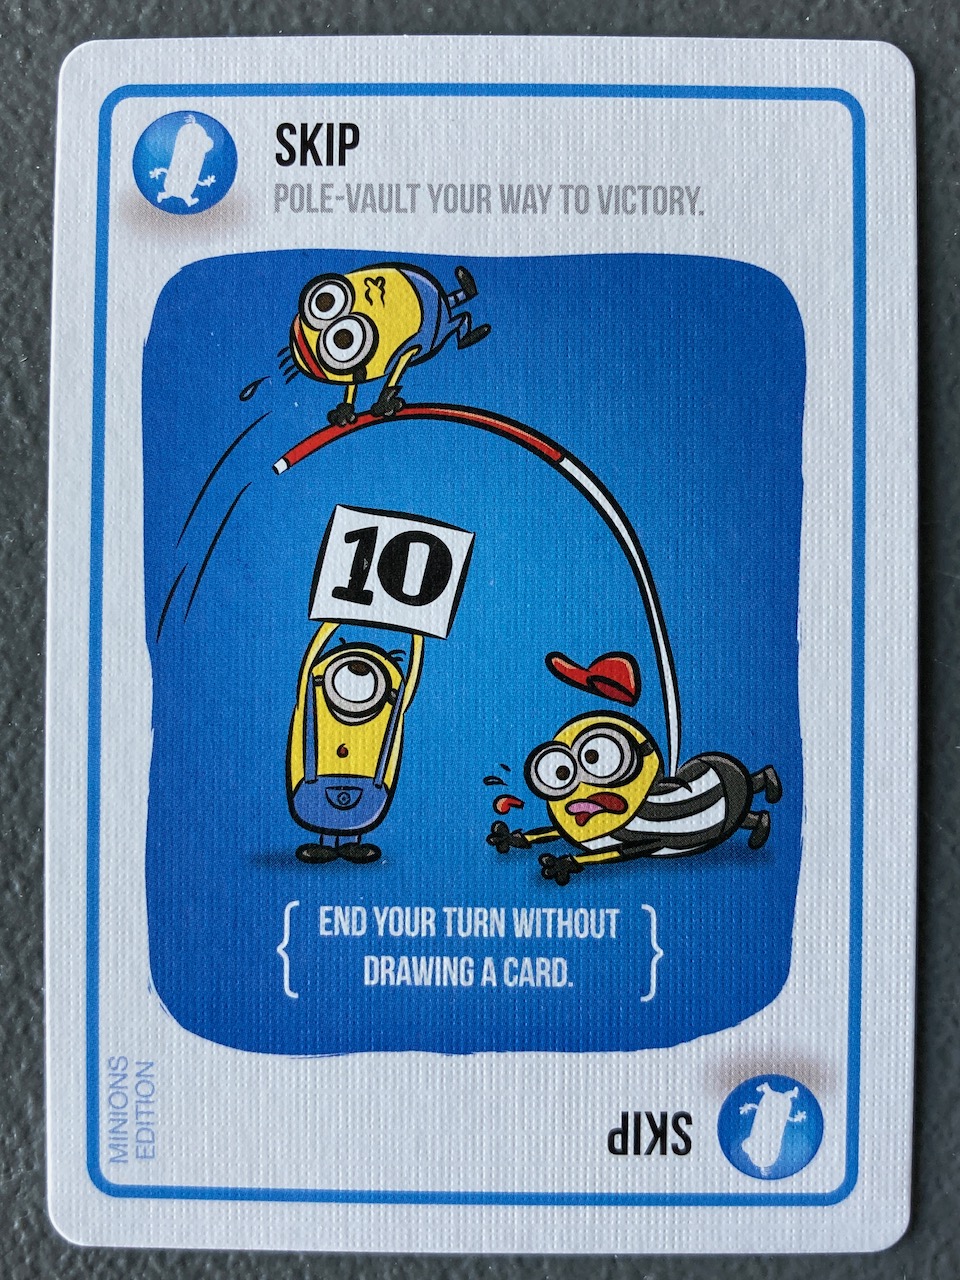 SKIP
POLE-VAULT YOUR WAY TO VICTORY.
10
END YOUR TURN WITHOUT
DRAWING A CARD.
MINIONS
EDITION
SKIP